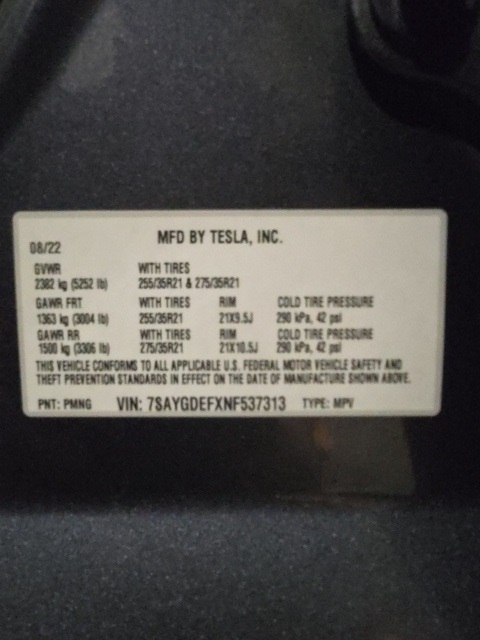 MFD BY TESLA, INC.
08/22
GVWR WITH TIRES
2382 kg (5252 lb) 255/35R21 & 275/35R21
GAWR FRT WITH TIRES RIM COLD TIRE PRESSURE
1363 kg (3004 lb) 255/35R21 21X9.5J 290 kPa, 42 psi
GAWR RR WITH TIRES RIM COLD TIRE PRESSURE
1500 kg (3306 lb) 275/35R21 21X10.5J 290 kPa, 42 psi
THIS VEHICLE CONFORMS TO ALL APPLICABLE U.S. FEDERAL MOTOR VEHICLE SAFETY AND
THEFT PREVENTION STANDARDS IN EFFECT ON THE DATE OF MANUFACTURE SHOWN ABOVE.
PNT: PMNG VIN: 7SAYGDEFXNF537313 TYPE: MPV